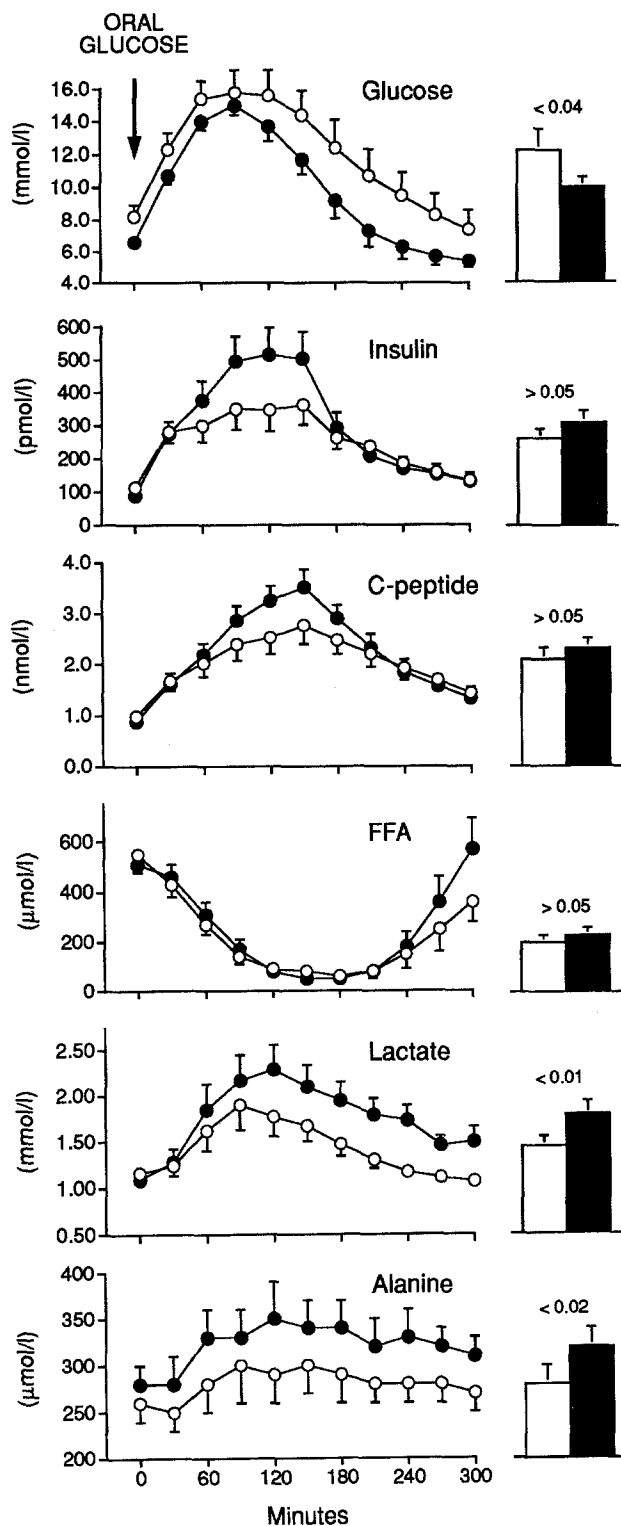 ORAL
GLUCOSE
Glucose
(mmol/l)
16.0
14.0
12.0
10.0
8.0
6.0
4.0
< 0.04
Insulin
(pmol/l)
600
500
400
300
200
100
0
> 0.05
C-peptide
(nmol/l)
4.0
3.0
2.0
1.0
0.0
> 0.05
FFA
(μmol/l)
600
400
200
0
> 0.05
Lactate
(mmol/l)
2.50
2.00
1.50
1.00
0.50
< 0.01
Alanine
(μmol/l)
400
350
300
250
200
< 0.02
0 60 120 180 240 300
Minutes